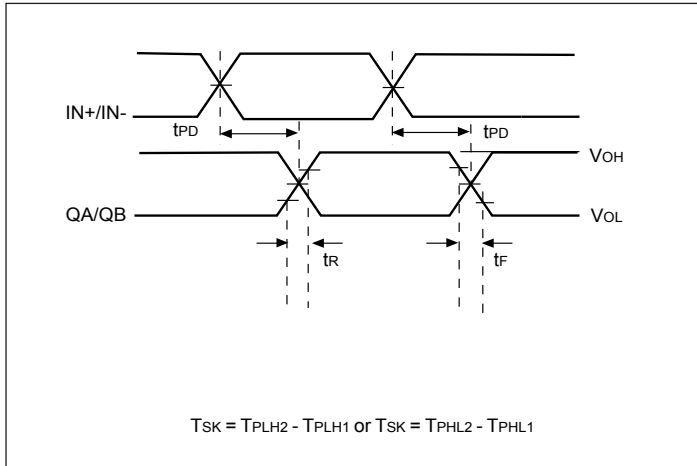 IN+/IN-
tPD
tPD
VOH
QA/QB
VOL
tR
tF
TSK = TPLH2 - TPLH1 or TSK = TPHL2 - TPHL1